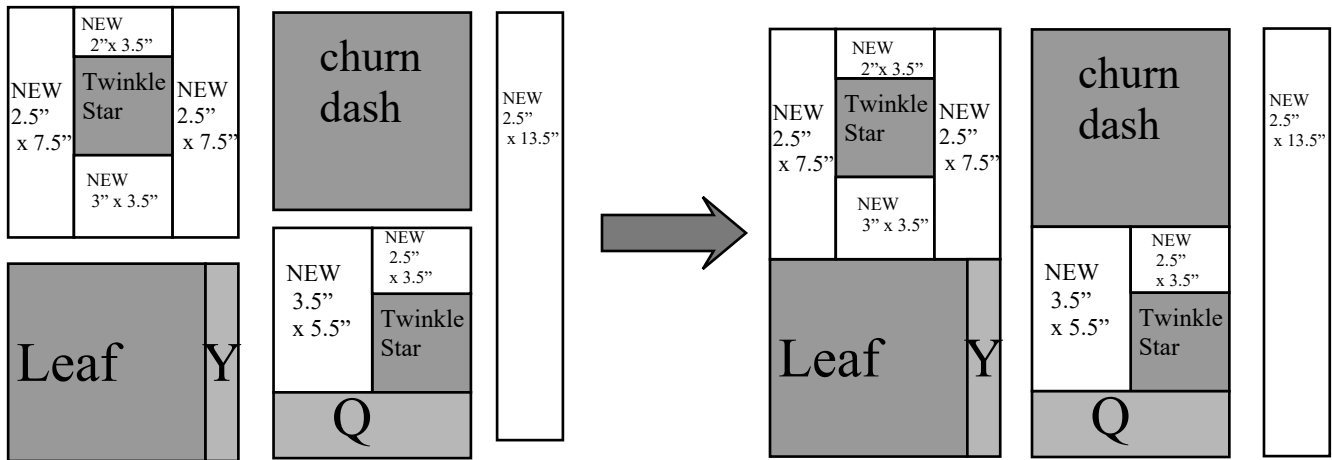 NEW
2”x 3.5”
NEW
2.5”
x 7.5”
Twinkle
Star
NEW
2.5”
x 7.5”
NEW
3” x 3.5”
Leaf
Y
churn
dash
NEW
3.5”
x 5.5”
NEW
2.5”
x 3.5”
Twinkle
Star
Q
NEW
2.5”
x 13.5”
NEW
2”x 3.5”
NEW
2.5”
x 7.5”
Twinkle
Star
NEW
2.5”
x 7.5”
NEW
3” x 3.5”
Leaf
Y
churn
dash
NEW
3.5”
x 5.5”
NEW
2.5”
x 3.5”
Twinkle
Star
Q
NEW
2.5”
x 13.5”